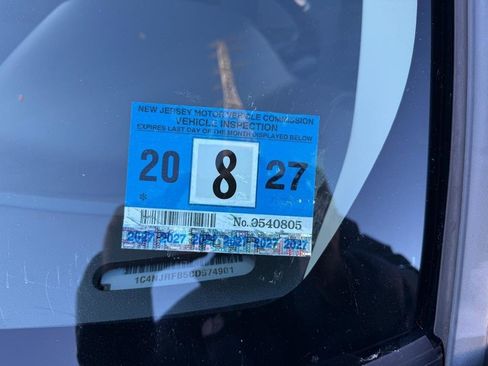 NEW JERSEY MOTOR VEHICLE COMMISSION
VEHICLE INSPECTION
EXPIRES LAST DAY OF THE MONTH DISPLAYED BELOW
20 8 27
*
No. 0540805
2027 2027 2027 2027 2027 2027